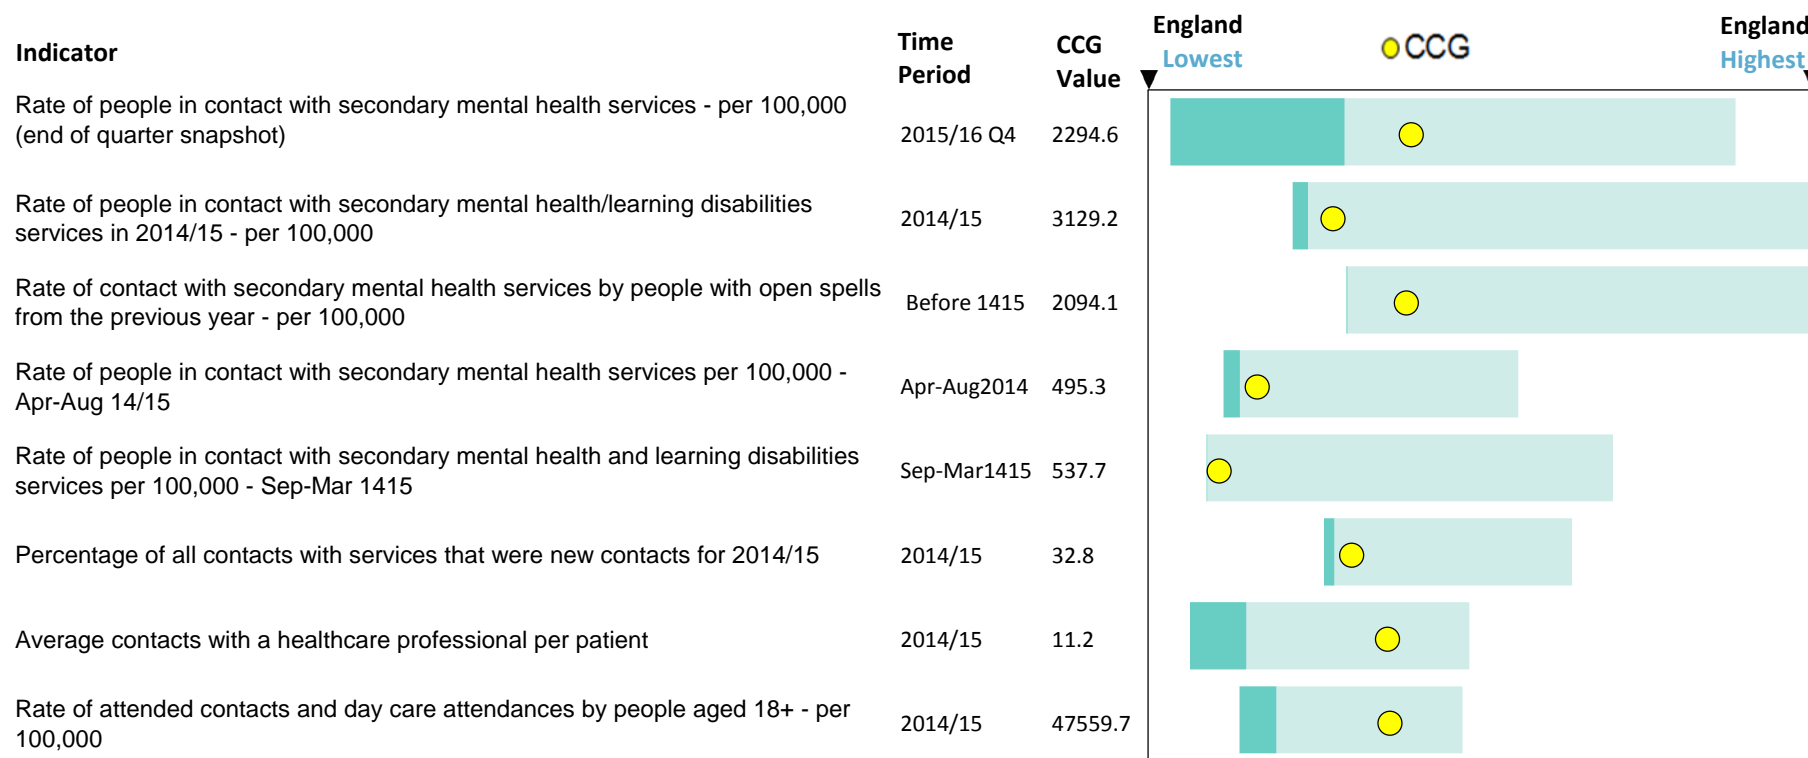 England
England
Lowest
CCG
Highest
Indicator
Time
Period
CCG
Value
Rate of people in contact with secondary mental health services - per 100,000
(end of quarter snapshot)
2015/16 Q4
2294.6
Rate of people in contact with secondary mental health/learning disabilities
services in 2014/15 - per 100,000
2014/15
3129.2
Rate of contact with secondary mental health services by people with open spells
from the previous year - per 100,000
Before 1415
2094.1
Rate of people in contact with secondary mental health services per 100,000 -
Apr-Aug 14/15
Apr-Aug2014
495.3
Rate of people in contact with secondary mental health and learning disabilities
services per 100,000 - Sep-Mar 1415
Sep-Mar1415
537.7
Percentage of all contacts with services that were new contacts for 2014/15
2014/15
32.8
Average contacts with a healthcare professional per patient
2014/15
11.2
Rate of attended contacts and day care attendances by people aged 18+ - per
100,000
2014/15
47559.7